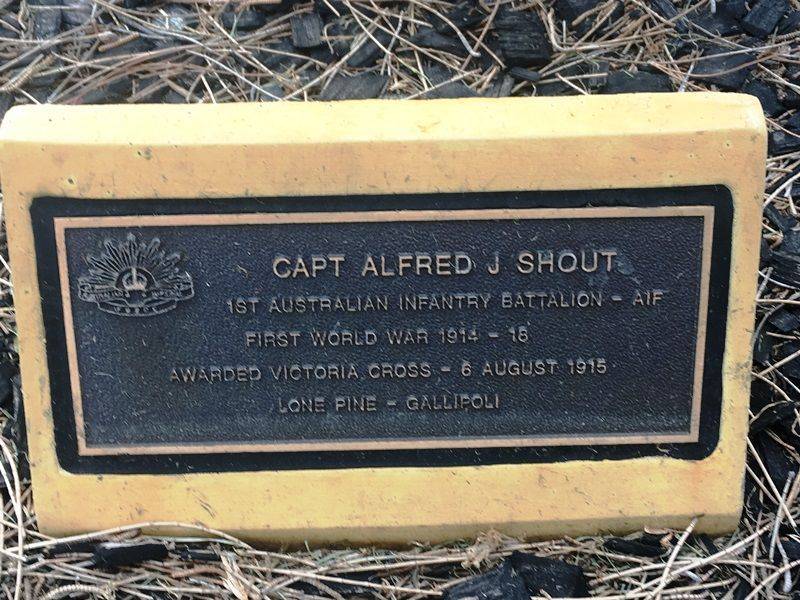 CAPT ALFRED J SHOUT
1ST AUSTRALIAN INFANTRY BATTALION - AIF
FIRST WORLD WAR 1914 - 18
AWARDED VICTORIA CROSS - 6 AUGUST 1915
LONE PINE - GALLIPOLI